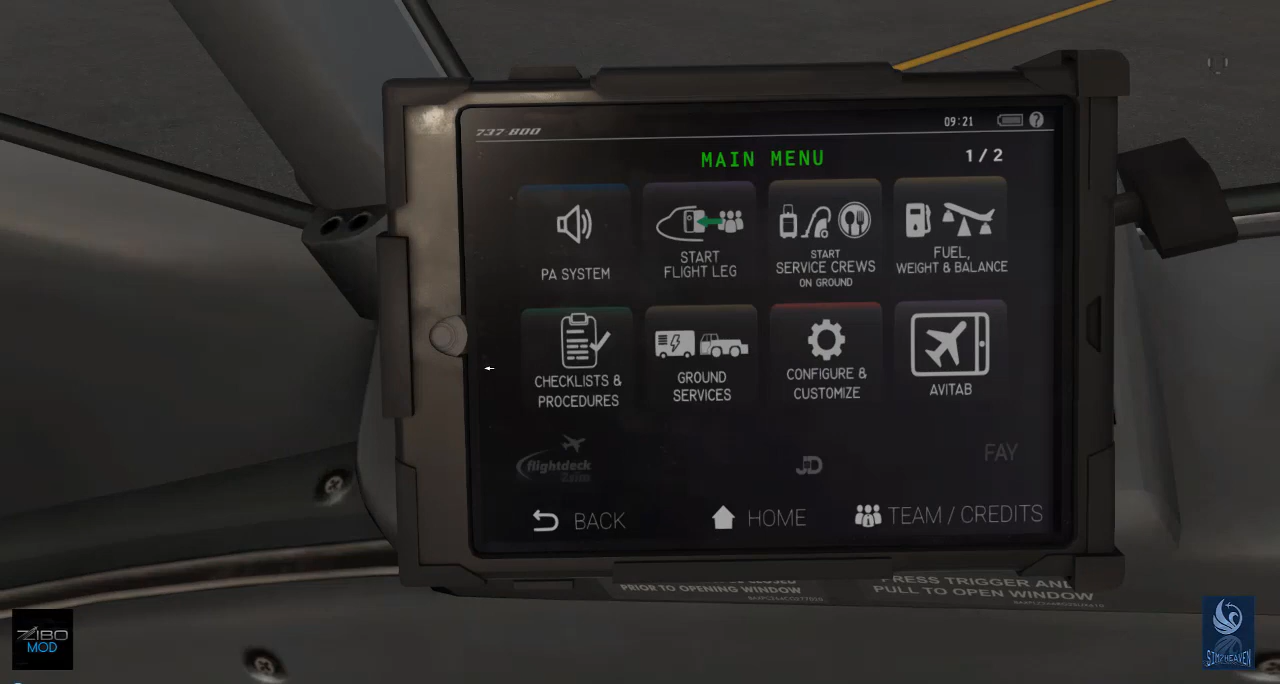 737-800
09:21
?
MAIN MENU
1 / 2
PA SYSTEM
START
FLIGHT LEG
START
SERVICE CREWS
ON GROUND
FUEL,
WEIGHT & BALANCE
CHECKLISTS &
PROCEDURES
GROUND
SERVICES
CONFIGURE &
CUSTOMIZE
AVITAB
flightdeck
2sim
JD
FAY
BACK
HOME
TEAM / CREDITS
PRIOR TO OPENING WINDOW
PRESS TRIGGER AND
PULL TO OPEN WINDOW
ZIBO
MOD
SIMHEAVEN